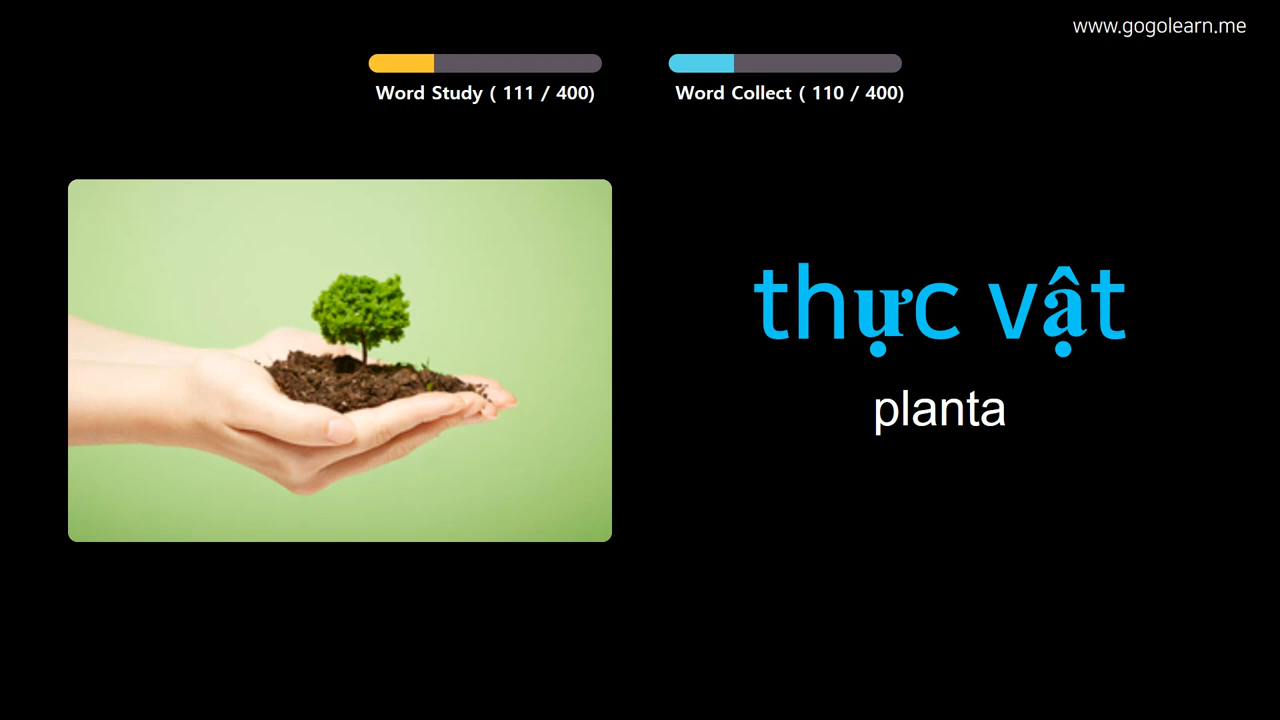 www.gogolearn.me
Word Study ( 111 / 400)
Word Collect ( 110 / 400)
thực vật
planta